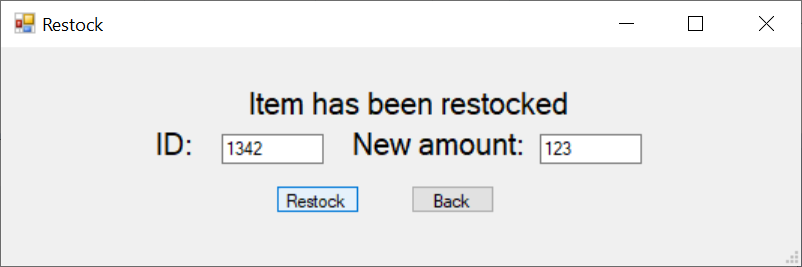 Restock
Item has been restocked
ID: 1342 New amount: 123
Restock Back